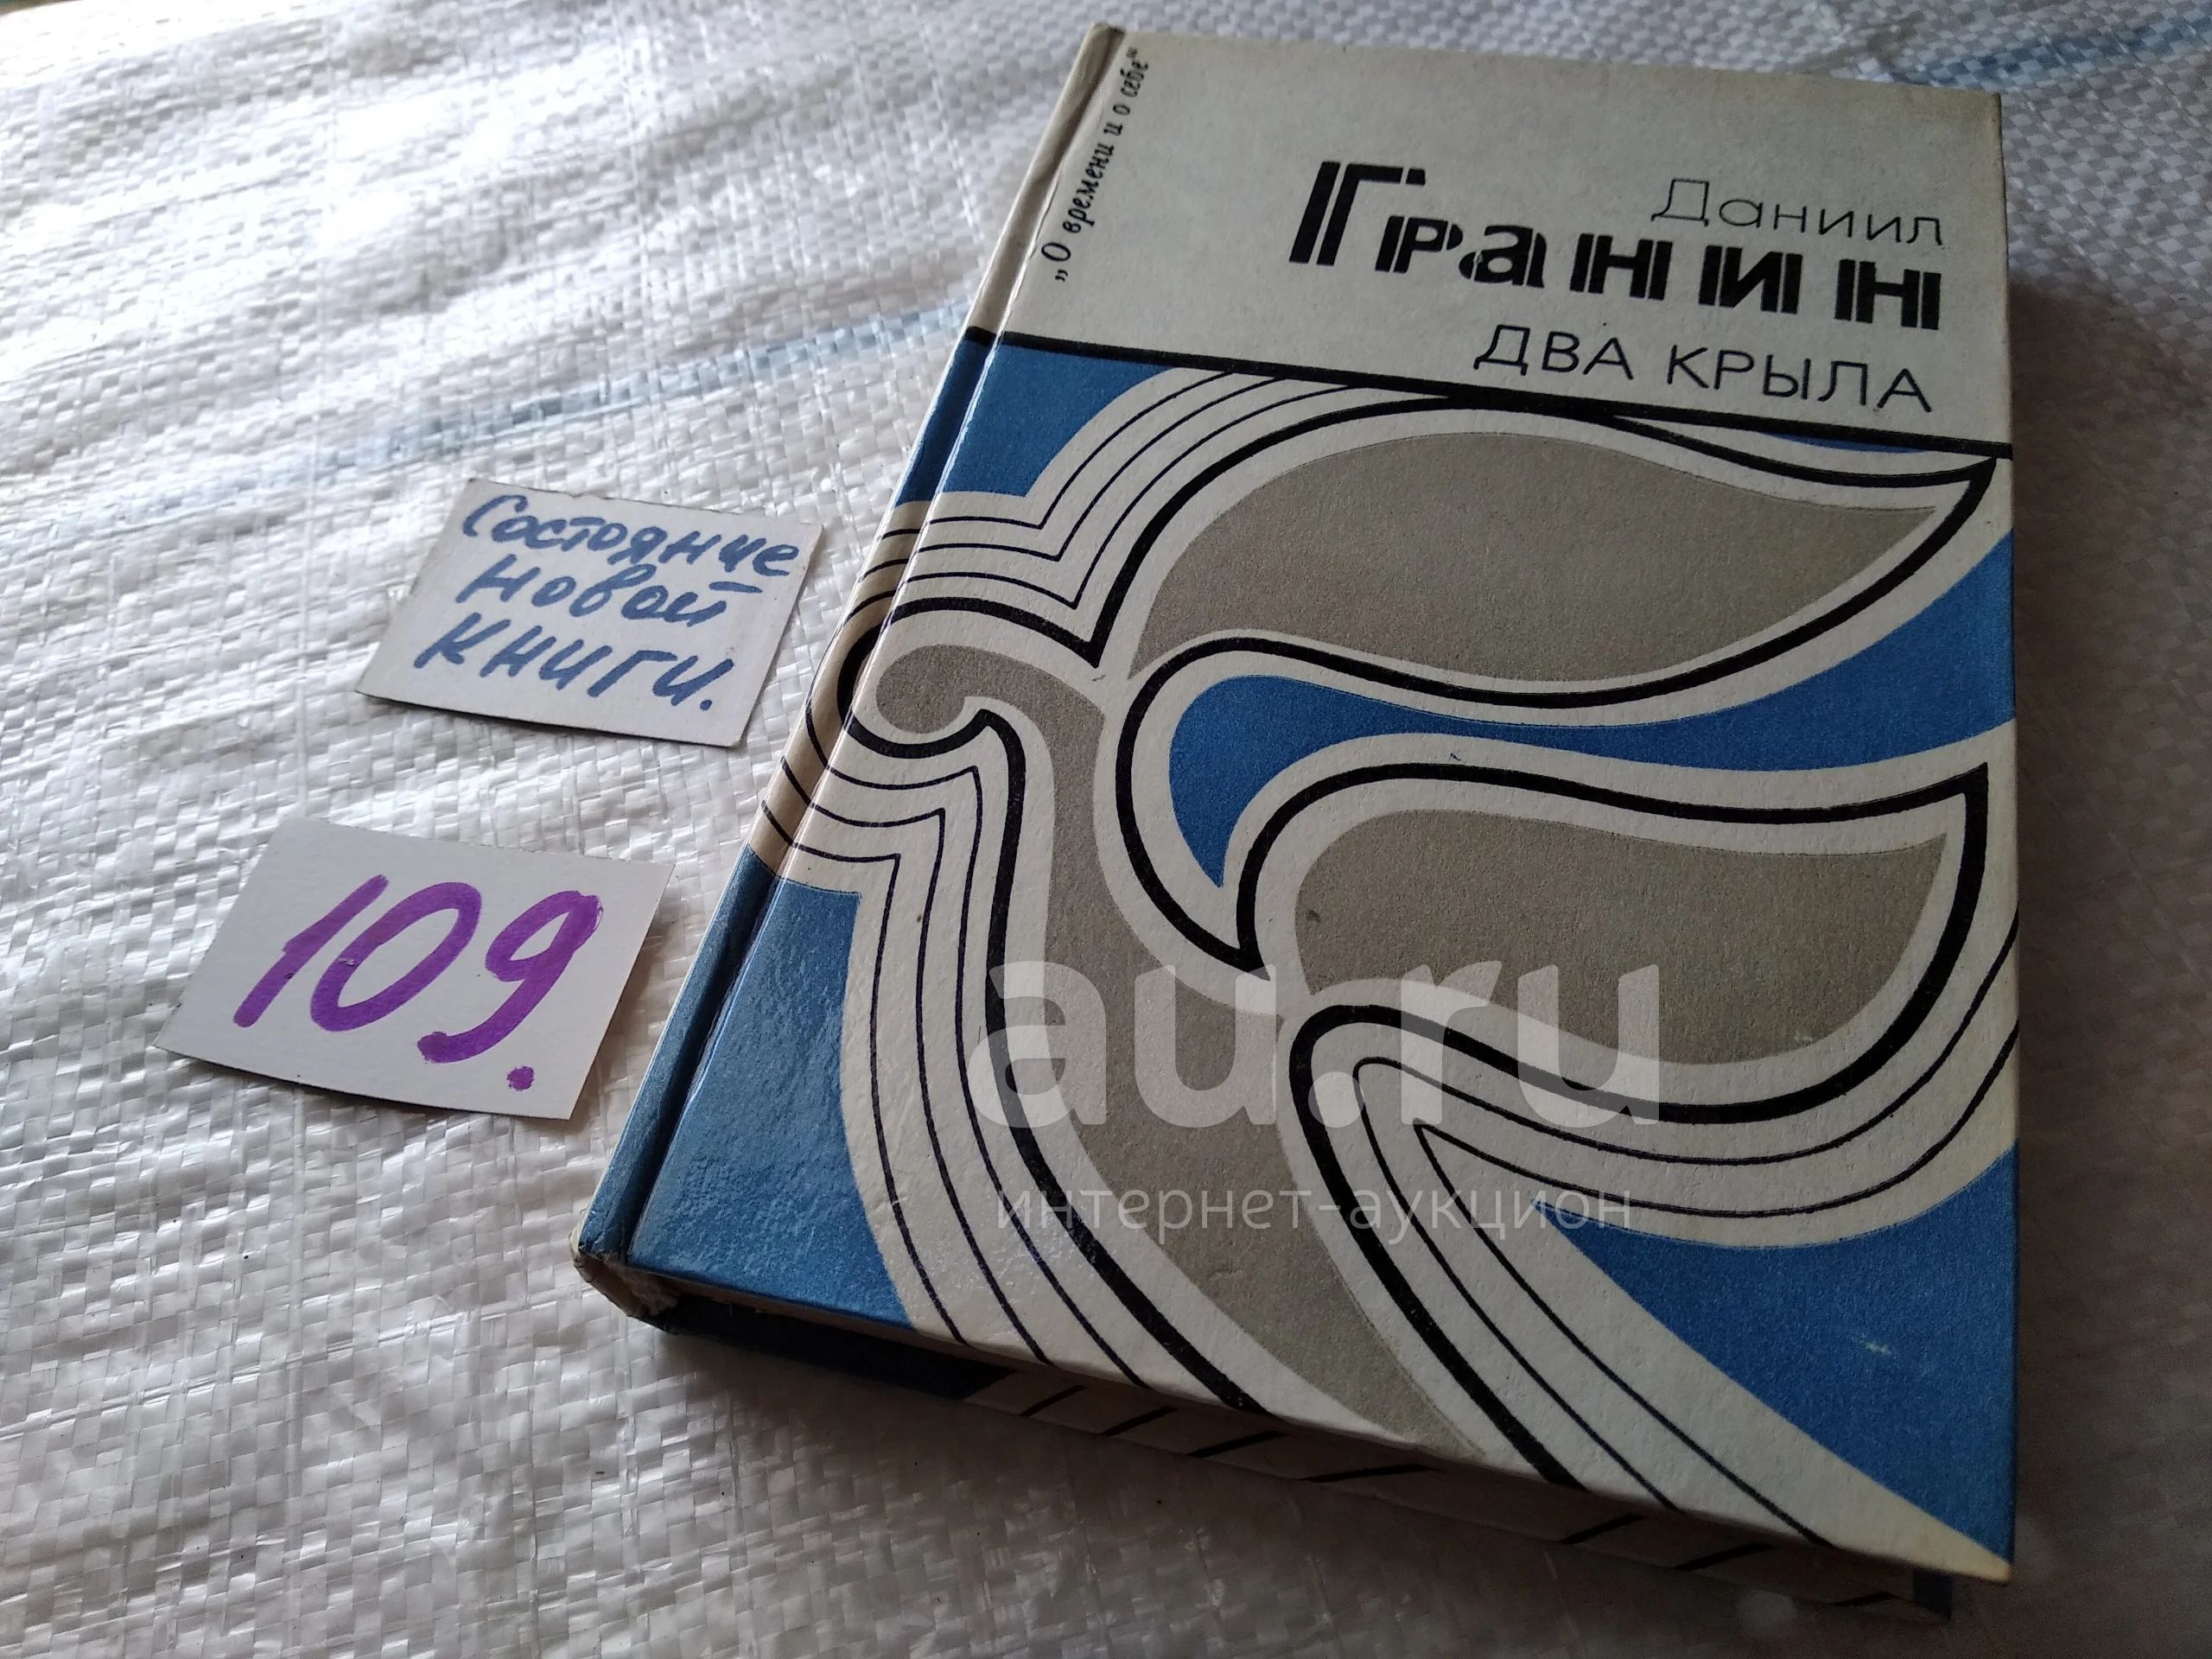 „О времени и о себе“
Даниил
Гранин
ДВА КРЫЛА
Состояние
новой
книги.
109.
au.ru
интернет-аукцион